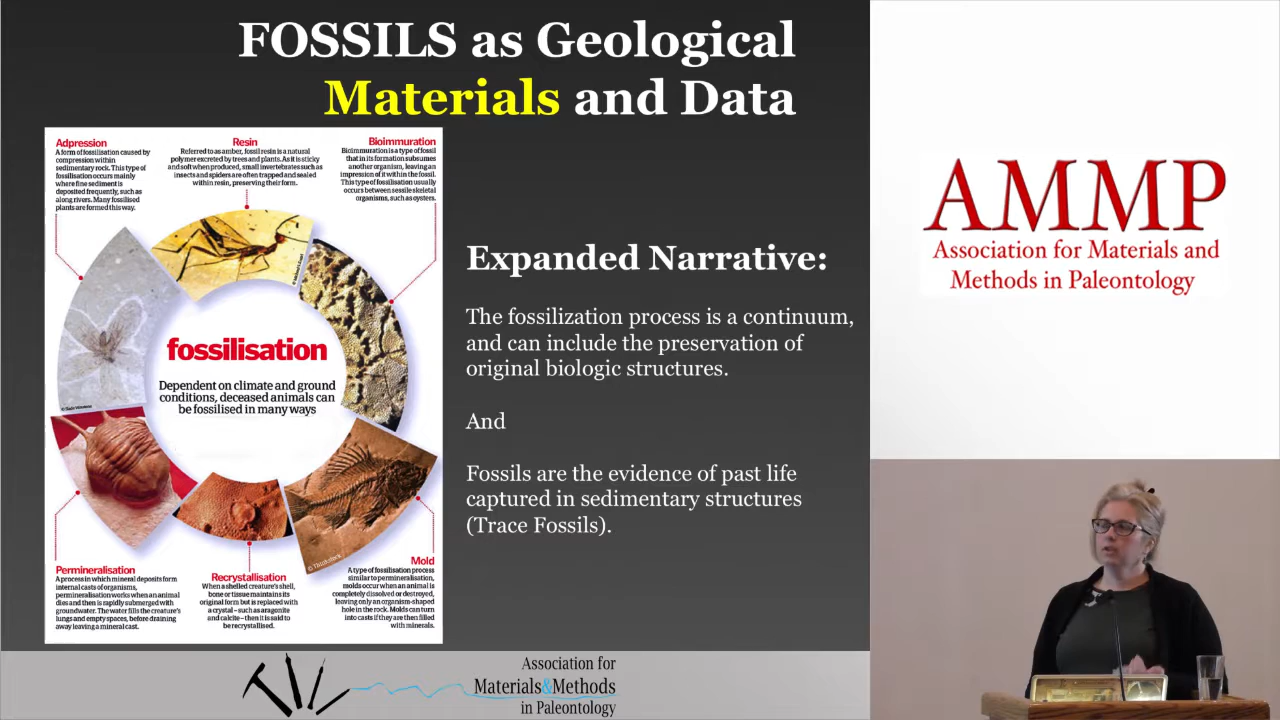 FOSSILS as Geological
Materials and Data
Adpression
A form of fossilisation caused by
compression within
sedimentary rock. This type of
fossilisation occurs mainly
where fine sediment is
deposited frequently, such as
along rivers. Many fossilised
plants are formed this way.
Resin
Referred to as amber, fossil resin is a natural
polymer excreted by trees and plants. As it is sticky
and soft when produced, small invertebrates such as
insects and spiders are often trapped and sealed
within resin, preserving their form.
Bioimmuration
Bioimmuration is a type of fossil
that in its formation subsumes
another organism, leaving an
impression of it within the fossil.
This type of fossilisation usually
occurs between sessile skeletal
organisms, such as oysters.
fossilisation
Dependent on climate and ground
conditions, deceased animals can
be fossilised in many ways
© Thinkstock
Permineralisation
A process in which mineral deposits form
internal casts of organisms,
permineralisation works when an animal
dies and then is rapidly submerged with
groundwater. The water fills the creature's
lungs and empty spaces, before draining
away leaving a mineral cast.
Recrystallisation
When a shelled creature's shell,
bone or tissue maintains its
original form but is replaced with
a crystal – such as aragonite
and calcite – then it is said to
be recrystallised.
Mold
A type of fossilisation process
similar to permineralisation,
molds occur when an animal is
completely dissolved or destroyed,
leaving only an organism-shaped
hole in the rock. Molds can turn
into casts if they are then filled
with minerals.
Expanded Narrative:
The fossilization process is a continuum,
and can include the preservation of
original biologic structures.
And
Fossils are the evidence of past life
captured in sedimentary structures
(Trace Fossils).
Association for
Materials&Methods
in Paleontology
AMMP
Association for Materials and
Methods in Paleontology